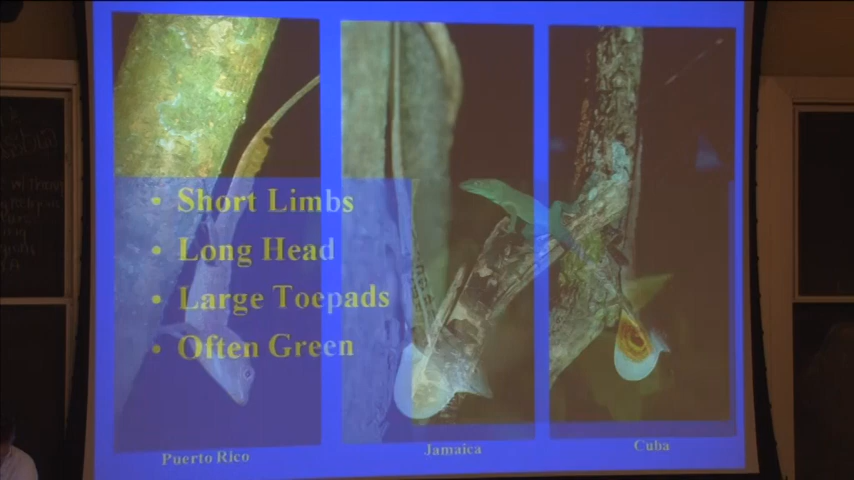 • Short Limbs
• Long Head
• Large Toepads
• Often Green
Puerto Rico
Jamaica
Cuba